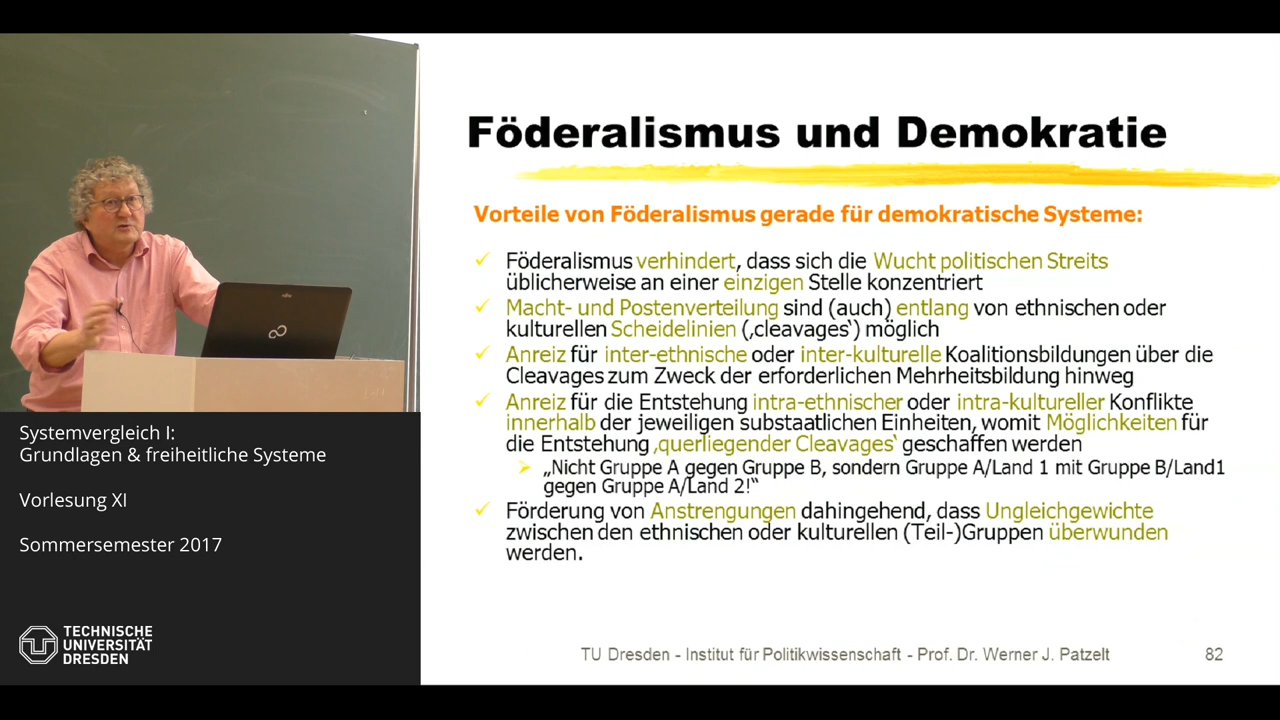 Föderalismus und Demokratie
Vorteile von Föderalismus gerade für demokratische Systeme:
Föderalismus verhindert, dass sich die Wucht politischen Streits
üblicherweise an einer einzigen Stelle konzentriert
Macht- und Postenverteilung sind (auch) entlang von ethnischen oder
kulturellen Scheidelinien (‚cleavages‘) möglich
Anreiz für inter-ethnische oder inter-kulturelle Koalitionsbildungen über die
Cleavages zum Zweck der erforderlichen Mehrheitsbildung hinweg
Anreiz für die Entstehung intra-ethnischer oder intra-kultureller Konflikte
innerhalb der jeweiligen substaatlichen Einheiten, womit Möglichkeiten für
die Entstehung ‚querliegender Cleavages‘ geschaffen werden
„Nicht Gruppe A gegen Gruppe B, sondern Gruppe A/Land 1 mit Gruppe B/Land1
gegen Gruppe A/Land 2!“
Förderung von Anstrengungen dahingehend, dass Ungleichgewichte
zwischen den ethnischen oder kulturellen (Teil-)Gruppen überwunden
werden.
TU Dresden - Institut für Politikwissenschaft - Prof. Dr. Werner J. Patzelt 82
Systemvergleich I:
Grundlagen & freiheitliche Systeme
Vorlesung XI
Sommersemester 2017
TECHNISCHE
UNIVERSITÄT
DRESDEN